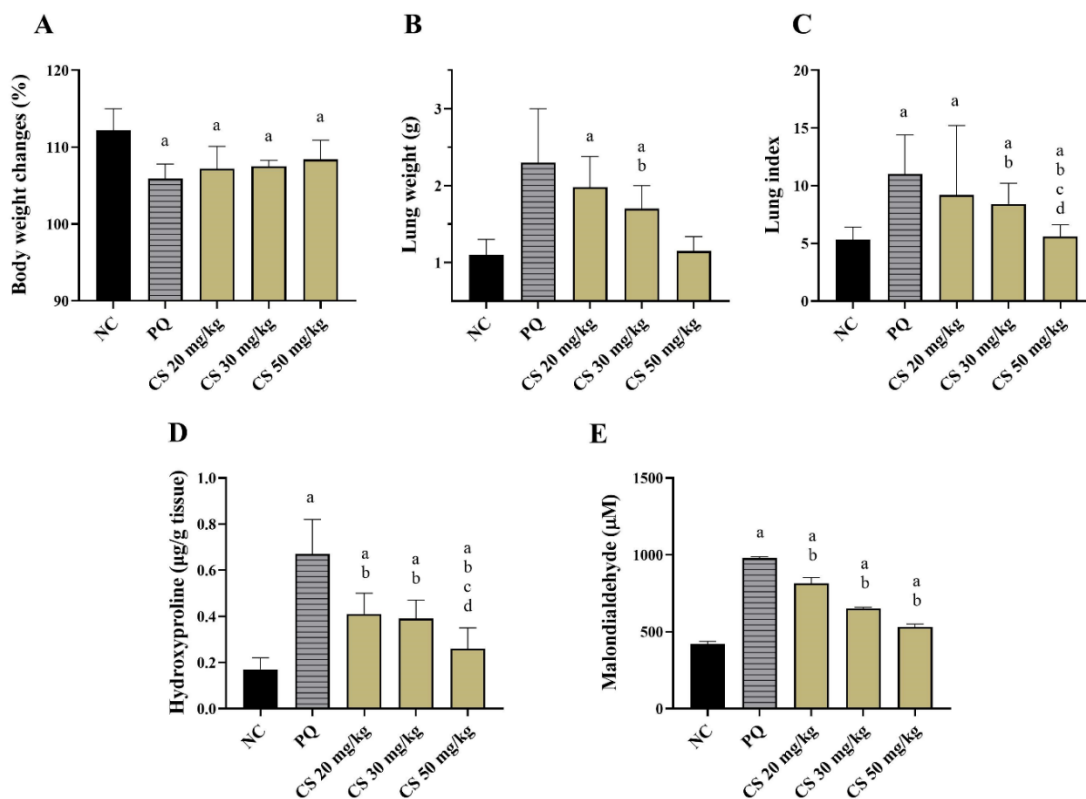 A
Body weight changes (%)
120
110
100
90
a
a
a
a
NC
PQ
CS 20 mg/kg
CS 30 mg/kg
CS 50 mg/kg
B
Lung weight (g)
3
2
1
a
a
b
NC
PQ
CS 20 mg/kg
CS 30 mg/kg
CS 50 mg/kg
C
Lung index
20
15
10
5
0
a
a
a
b
a
b
c
d
NC
PQ
CS 20 mg/kg
CS 30 mg/kg
CS 50 mg/kg
D
Hydroxyproline (µg/g tissue)
1.0
0.8
0.6
0.4
0.2
0.0
a
a
b
a
b
a
b
c
d
NC
PQ
CS 20 mg/kg
CS 30 mg/kg
CS 50 mg/kg
E
Malondialdehyde (µM)
1500
1000
500
0
a
a
b
a
b
a
b
NC
PQ
CS 20 mg/kg
CS 30 mg/kg
CS 50 mg/kg